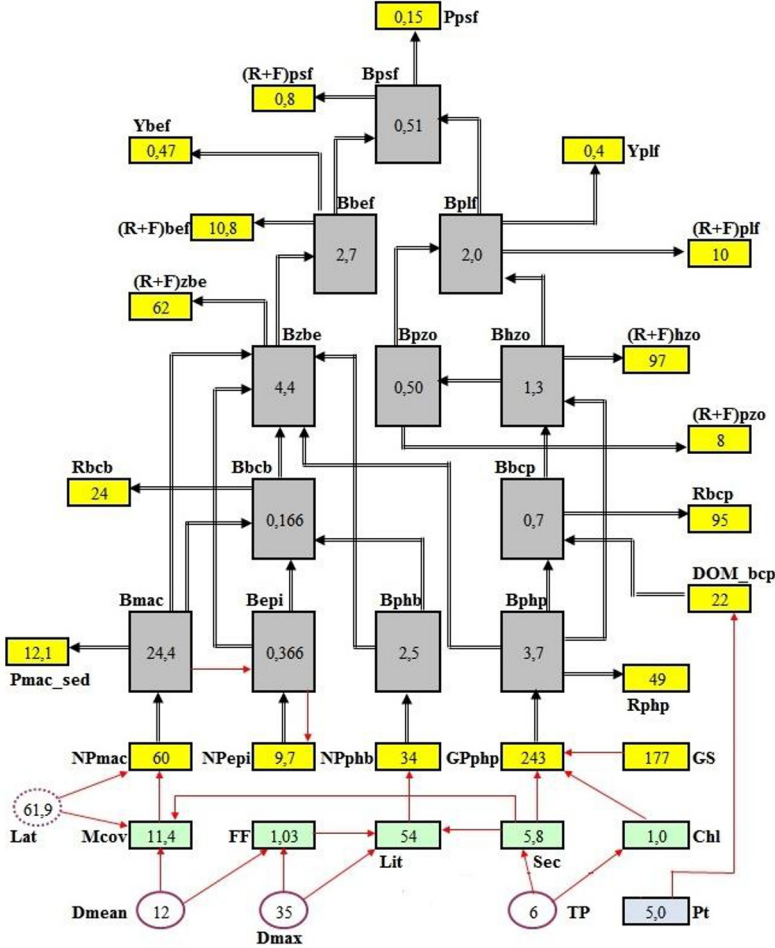 0,15 Ppsf
(R+F)psf Bpsf
0,8
0,51
Ybef
0,47
0,4 Yplf
Bbef Bplf
(R+F)bef 10,8
2,7
2,0
(R+F)plf
10
(R+F)zbe
62
Bzbe Bpzo Bhzo (R+F)hzo
97
4,4 0,50 1,3
(R+F)pzo
8
Rbcb Bbcb Bbcp Rbcp
24
0,166 0,7
95
DOM_bcp
22
Bmac Bepi Bphb Bphp
12,1 24,4 0,366 2,5 3,7
Pmac_sed
49
Rphp
NPmac 60 NPepi 9,7 NPphb 34 GPphp 243 177 GS
61,9
Lat Mcov 11,4 FF 1,03 54 5,8 1,0 Chl
Lit Sec
Dmean 12 35 6 TP 5,0 Pt
Dmax